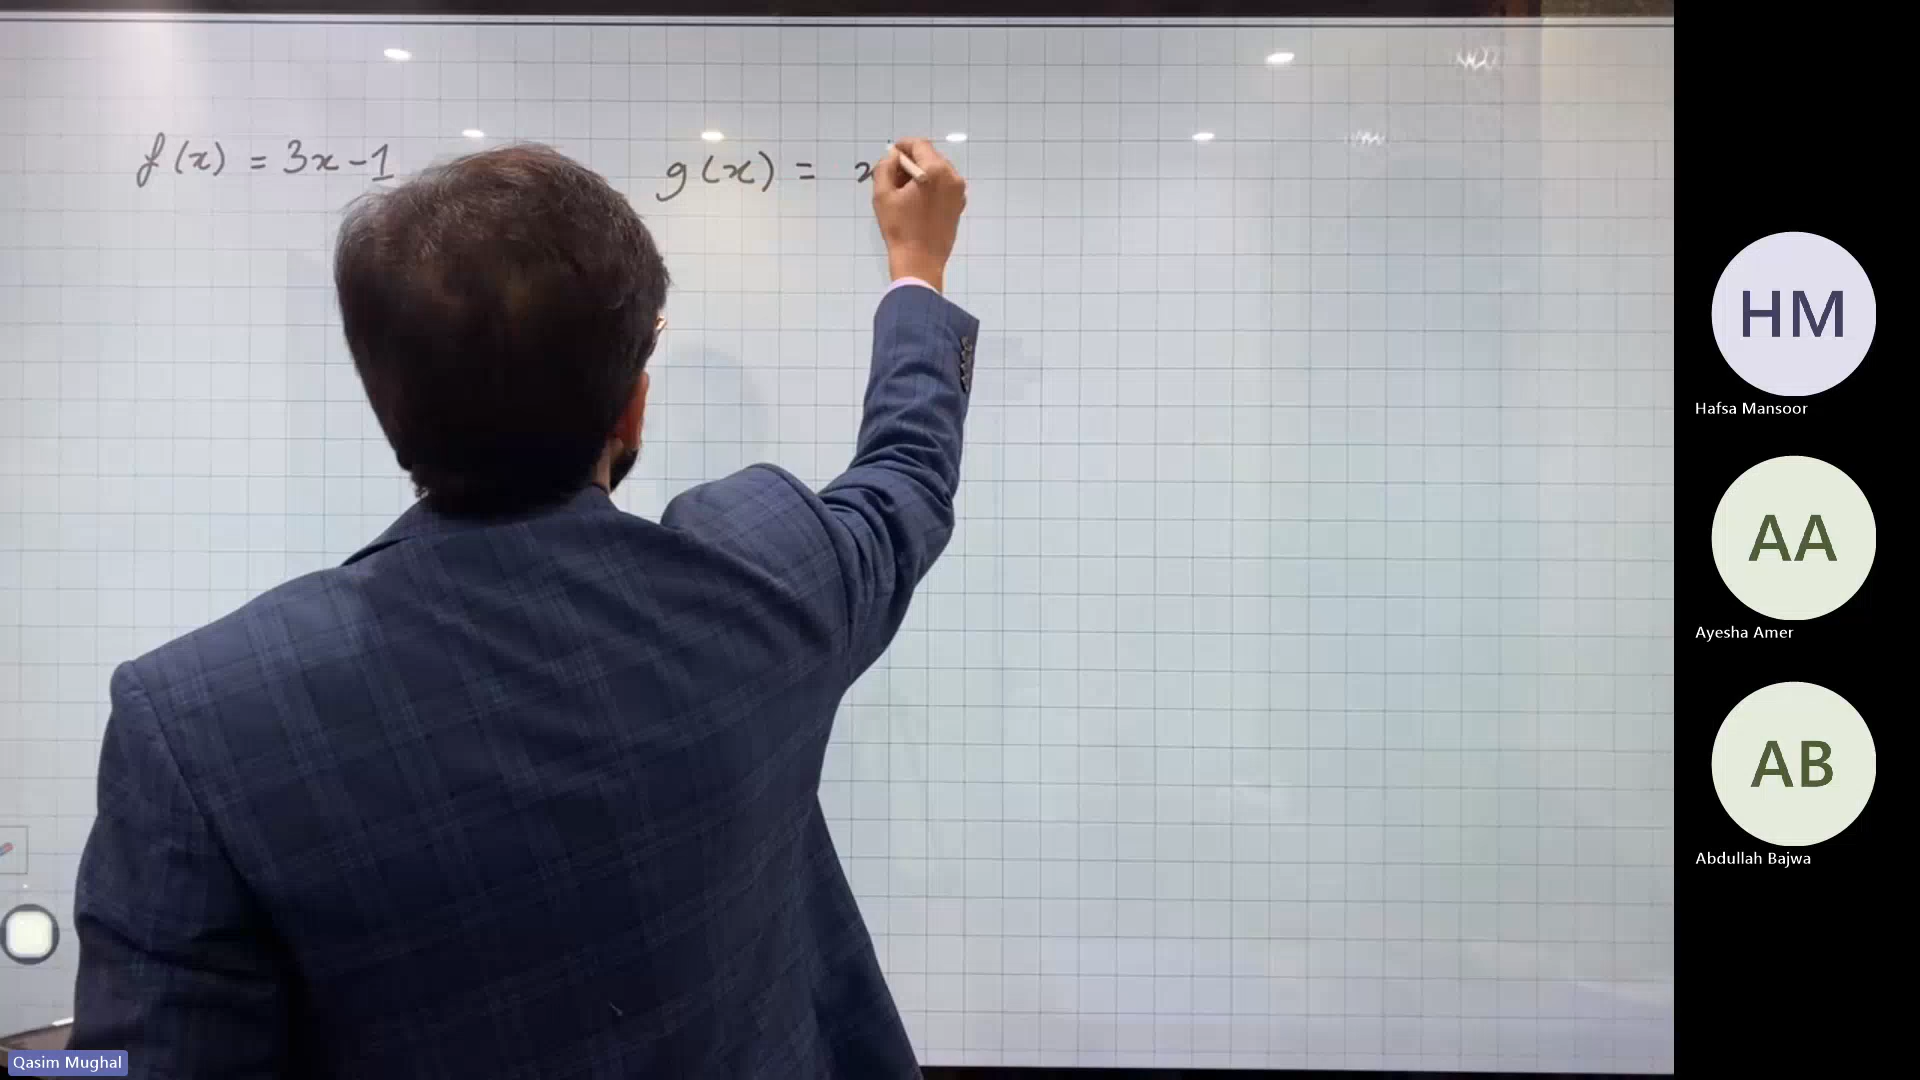 f(x) = 3x-1
g(x) = x
HM
Hafsa Mansoor
AA
Ayesha Amer
AB
Abdullah Bajwa
Qasim Mughal